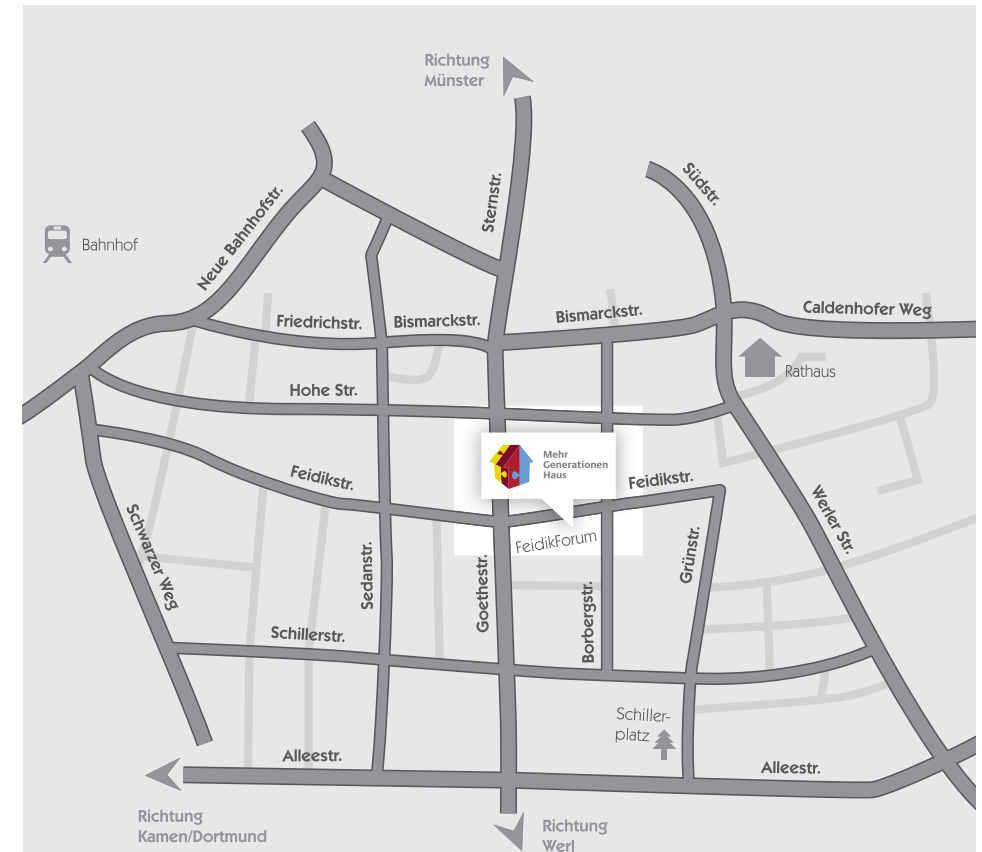 Richtung
Münster
Südstr.
Sternstr.
Neue Bahnhofstr.
Bahnhof
Caldenhofer Weg
Bismarckstr.
Friedrichstr.
Bismarckstr.
Rathaus
Hohe Str.
Mehr
Generationen
Haus
Feidikstr.
Feidikstr.
Werler Str.
FeidikForum
Schwarzer Weg
Sedanstr.
Goethestr.
Borbergstr.
Grünstr.
Schillerstr.
Schiller-
platz
Alleestr.
Alleestr.
Richtung
Kamen/Dortmund
Richtung
Werl